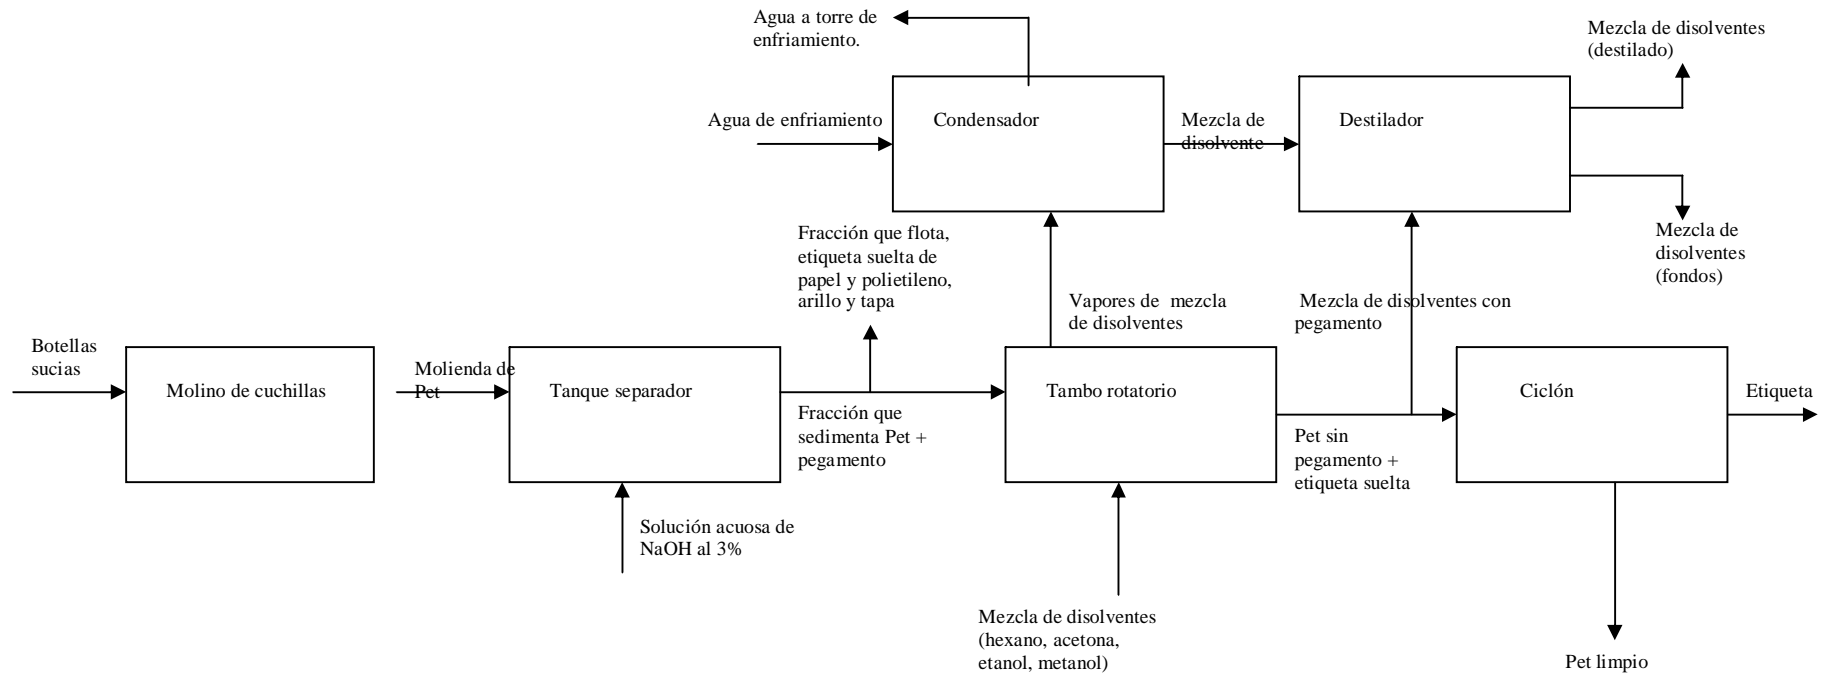 Agua a torre de
enfriamiento.
Mezcla de disolventes
(destilado)
Agua de enfriamiento
Condensador
Mezcla de
disolvente
Destilador
Mezcla de
disolventes
(fondos)
Fracción que flota,
etiqueta suelta de
papel y polietileno,
arillo y tapa
Vapores de mezcla
de disolventes
Mezcla de disolventes con
pegamento
Botellas
sucias
Molino de cuchillas
Molienda de
Pet
Tanque separador
Fracción que
sedimenta Pet +
pegamento
Tambo rotatorio
Pet sin
pegamento +
etiqueta suelta
Ciclón
Etiqueta
Solución acuosa de
NaOH al 3%
Mezcla de disolventes
(hexano, acetona,
etanol, metanol)
Pet limpio